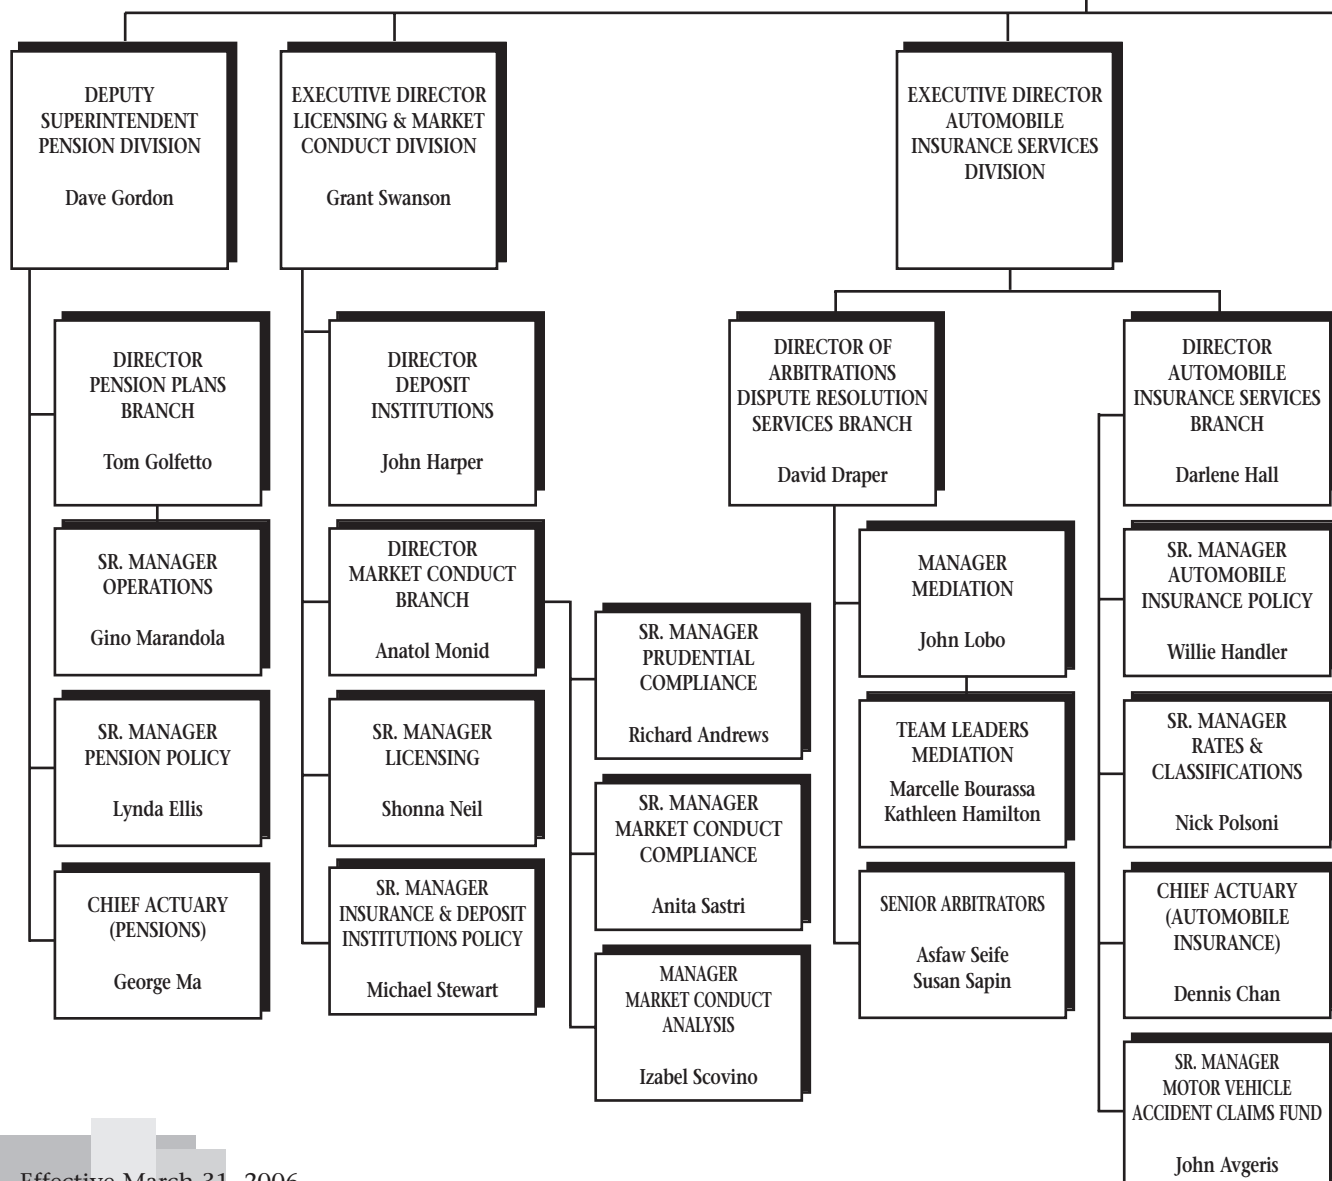 DEPUTY
SUPERINTENDENT
PENSION DIVISION
Dave Gordon
EXECUTIVE DIRECTOR
LICENSING & MARKET
CONDUCT DIVISION
Grant Swanson
EXECUTIVE DIRECTOR
AUTOMOBILE
INSURANCE SERVICES
DIVISION
DIRECTOR
PENSION PLANS
BRANCH
Tom Golfetto
SR. MANAGER
OPERATIONS
Gino Marandola
SR. MANAGER
PENSION POLICY
Lynda Ellis
CHIEF ACTUARY
(PENSIONS)
George Ma
DIRECTOR
DEPOSIT
INSTITUTIONS
John Harper
DIRECTOR
MARKET CONDUCT
BRANCH
Anatol Monid
SR. MANAGER
LICENSING
Shonna Neil
SR. MANAGER
INSURANCE & DEPOSIT
INSTITUTIONS POLICY
Michael Stewart
SR. MANAGER
PRUDENTIAL
COMPLIANCE
Richard Andrews
SR. MANAGER
MARKET CONDUCT
COMPLIANCE
Anita Sastri
MANAGER
MARKET CONDUCT
ANALYSIS
Izabel Scovino
DIRECTOR OF
ARBITRATIONS
DISPUTE RESOLUTION
SERVICES BRANCH
David Draper
MANAGER
MEDIATION
John Lobo
TEAM LEADERS
MEDIATION
Marcelle Bourassa
Kathleen Hamilton
SENIOR ARBITRATORS
Asfaw Seife
Susan Sapin
DIRECTOR
AUTOMOBILE
INSURANCE SERVICES
BRANCH
Darlene Hall
SR. MANAGER
AUTOMOBILE
INSURANCE POLICY
Willie Handler
SR. MANAGER
RATES &
CLASSIFICATIONS
Nick Polsoni
CHIEF ACTUARY
(AUTOMOBILE
INSURANCE)
Dennis Chan
SR. MANAGER
MOTOR VEHICLE
ACCIDENT CLAIMS FUND
John Avgeris
Effective March 31, 2006